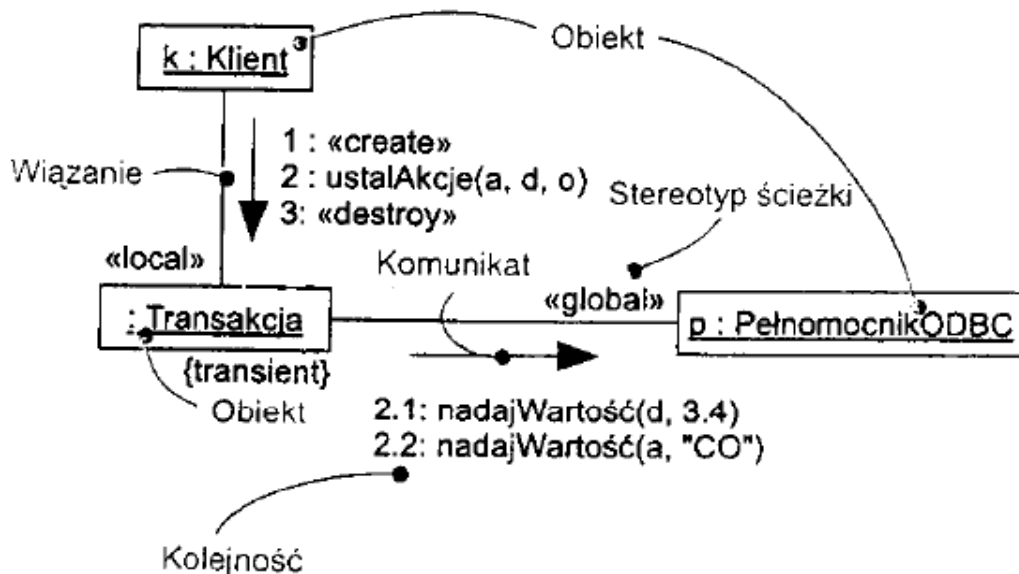 Obiekt
k : Klient
1 : «create»
Wiązanie
2 : ustalAkcje(a, d, o)
Stereotyp ścieżki
3: «destroy»
«local»
Komunikat
«global»
: Transakcja
p : PełnomocnikODBC
{transient}
Obiekt
2.1: nadajWartość(d, 3.4)
2.2: nadajWartość(a, "CO")
Kolejność